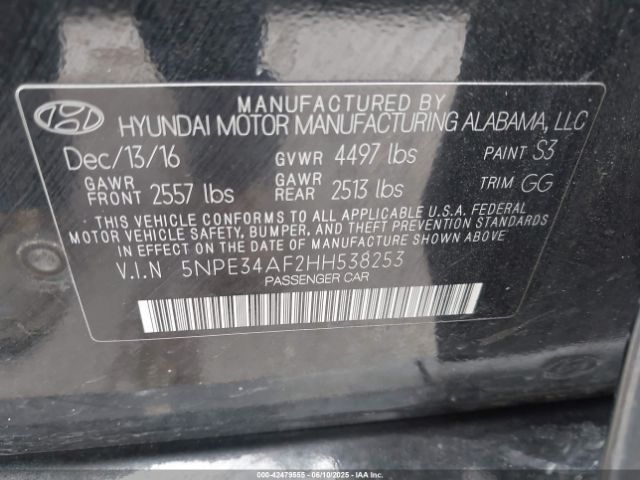 MANUFACTURED BY
HYUNDAI MOTOR MANUFACTURING ALABAMA, LLC
Dec/13/16 GVWR 4497 lbs PAINT S3
GAWR FRONT 2557 lbs GAWR REAR 2513 lbs TRIM GG
THIS VEHICLE CONFORMS TO ALL APPLICABLE U.S.A. FEDERAL
MOTOR VEHICLE SAFETY, BUMPER, AND THEFT PREVENTION STANDARDS
IN EFFECT ON THE DATE OF MANUFACTURE SHOWN ABOVE.
V.I.N 5NPE34AF2HH538253
PASSENGER CAR
000-42479555 - 06/10/2025 - IAAI.COM